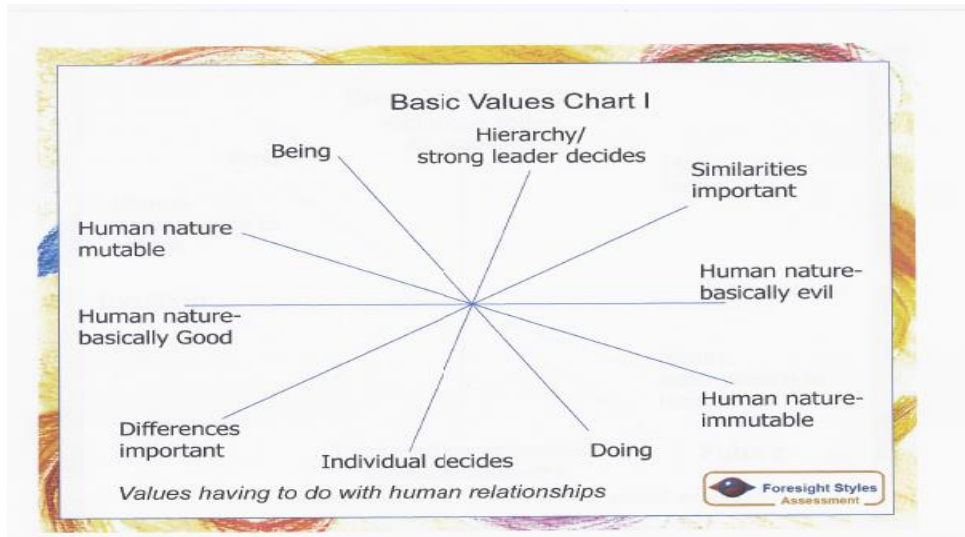 Basic Values Chart I
Hierarchy/
strong leader decides
Being
Similarities
important
Human nature
mutable
Human nature-
basically evil
Human nature-
basically Good
Human nature-
immutable
Differences
important
Individual decides
Doing
Values having to do with human relationships
Foresight Styles
Assessment